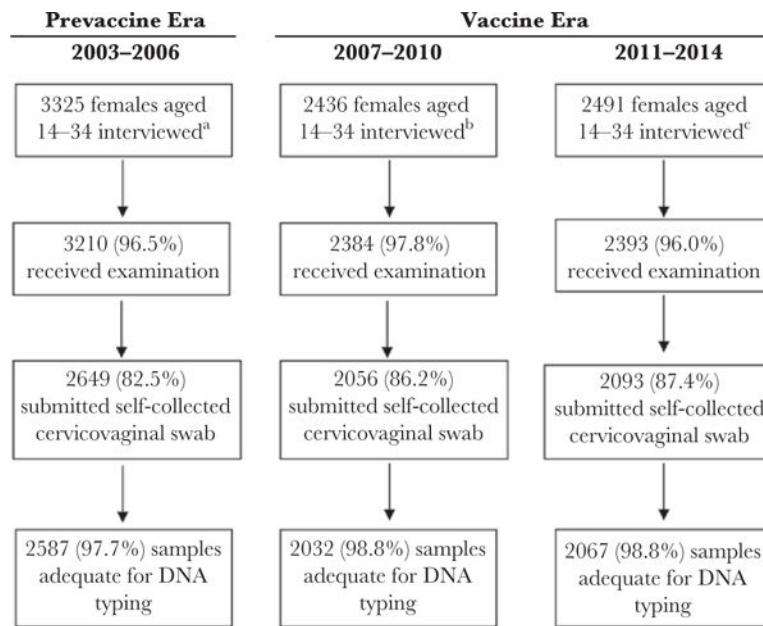 Prevaccine Era
2003–2006
3325 females aged
14–34 interviewedᵃ
3210 (96.5%)
received examination
2649 (82.5%)
submitted self-collected
cervicovaginal swab
2587 (97.7%) samples
adequate for DNA
typing
Vaccine Era
2007–2010
2436 females aged
14–34 interviewedᵇ
2384 (97.8%)
received examination
2056 (86.2%)
submitted self-collected
cervicovaginal swab
2032 (98.8%) samples
adequate for DNA
typing
2011–2014
2491 females aged
14–34 interviewedᶜ
2393 (96.0%)
received examination
2093 (87.4%)
submitted self-collected
cervicovaginal swab
2067 (98.8%) samples
adequate for DNA
typing